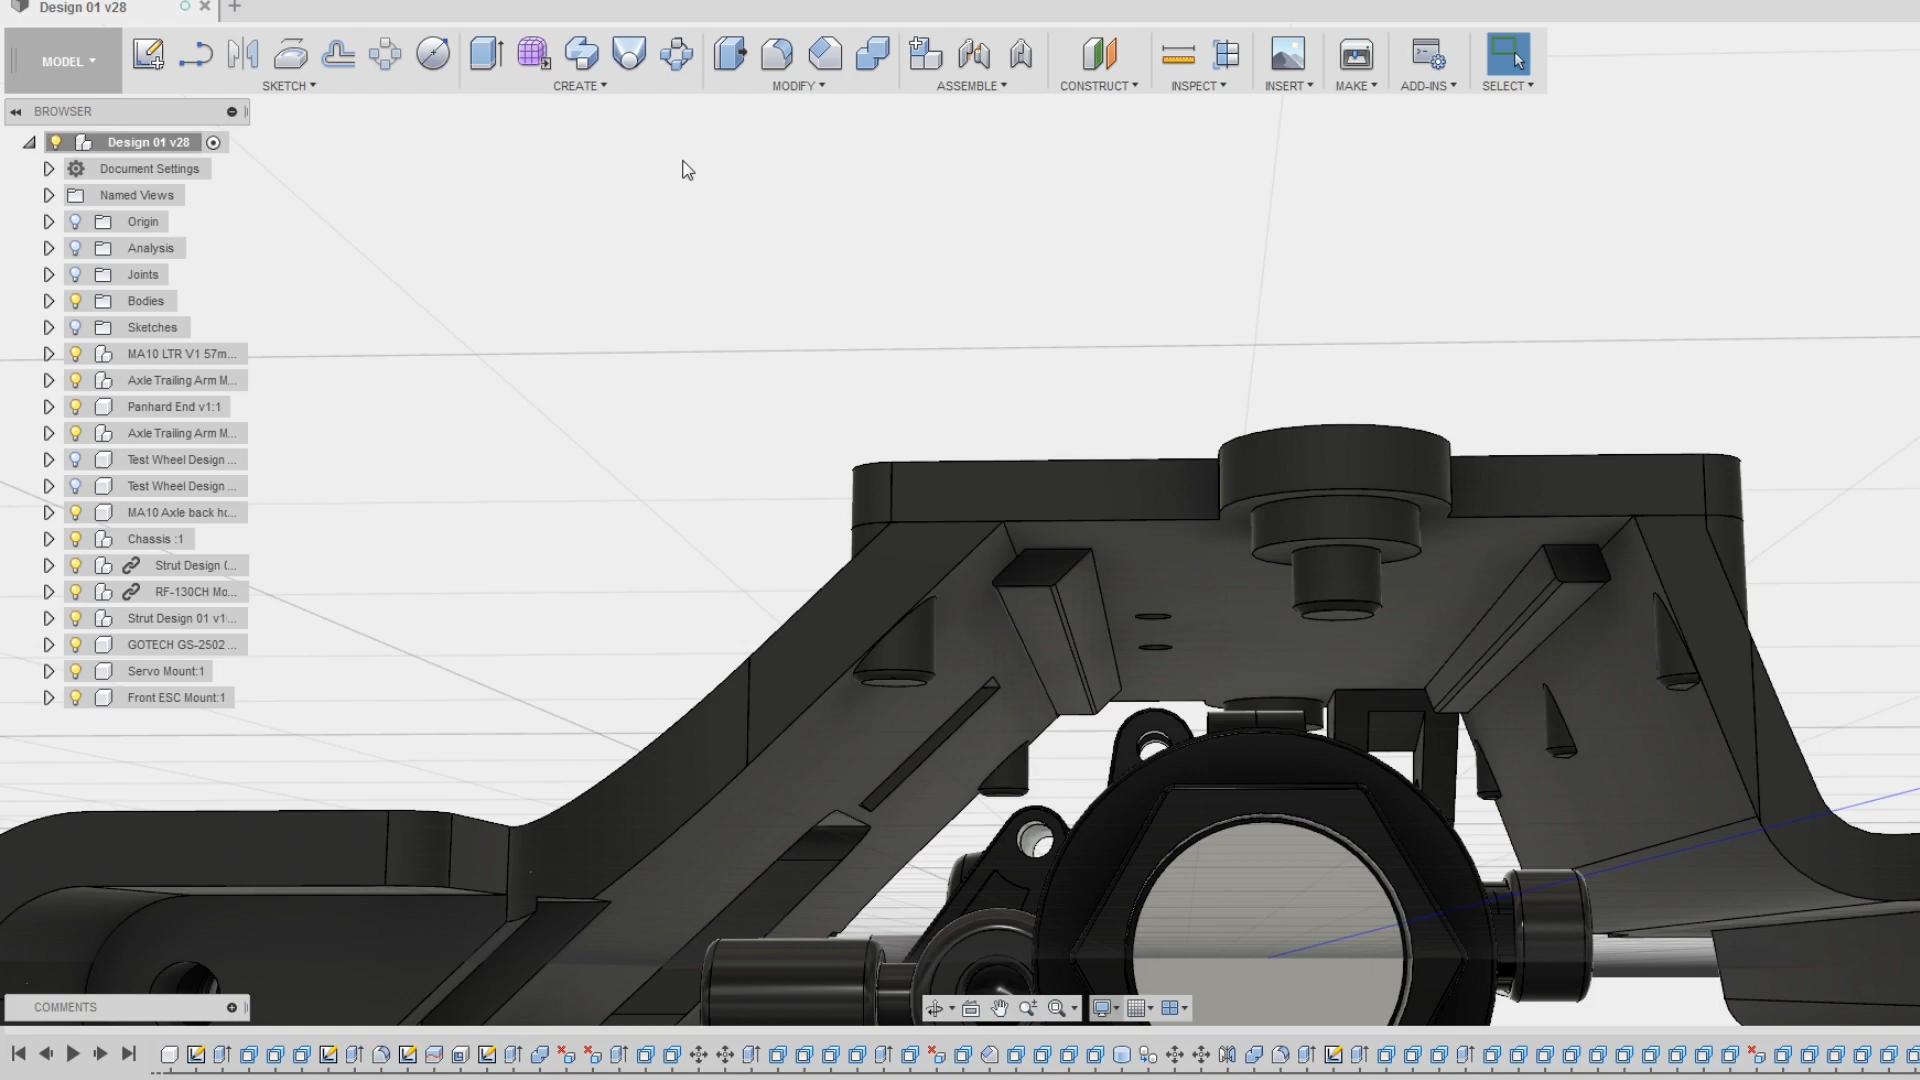 Design 01 v28
MODEL
SKETCH
CREATE
MODIFY
ASSEMBLE
CONSTRUCT
INSPECT
INSERT
MAKE
ADD-INS
SELECT
BROWSER
Design 01 v28
Document Settings
Named Views
Origin
Analysis
Joints
Bodies
Sketches
MA10 LTR V1 57m...
Axle Trailing Arm M...
Panhard End v1:1
Axle Trailing Arm M...
Test Wheel Design ...
Test Wheel Design ...
MA10 Axle back ho...
Chassis :1
Strut Design (...
RF-130CH Mo...
Strut Design 01 v1...
GOTECH GS-2502 ...
Servo Mount:1
Front ESC Mount:1
COMMENTS